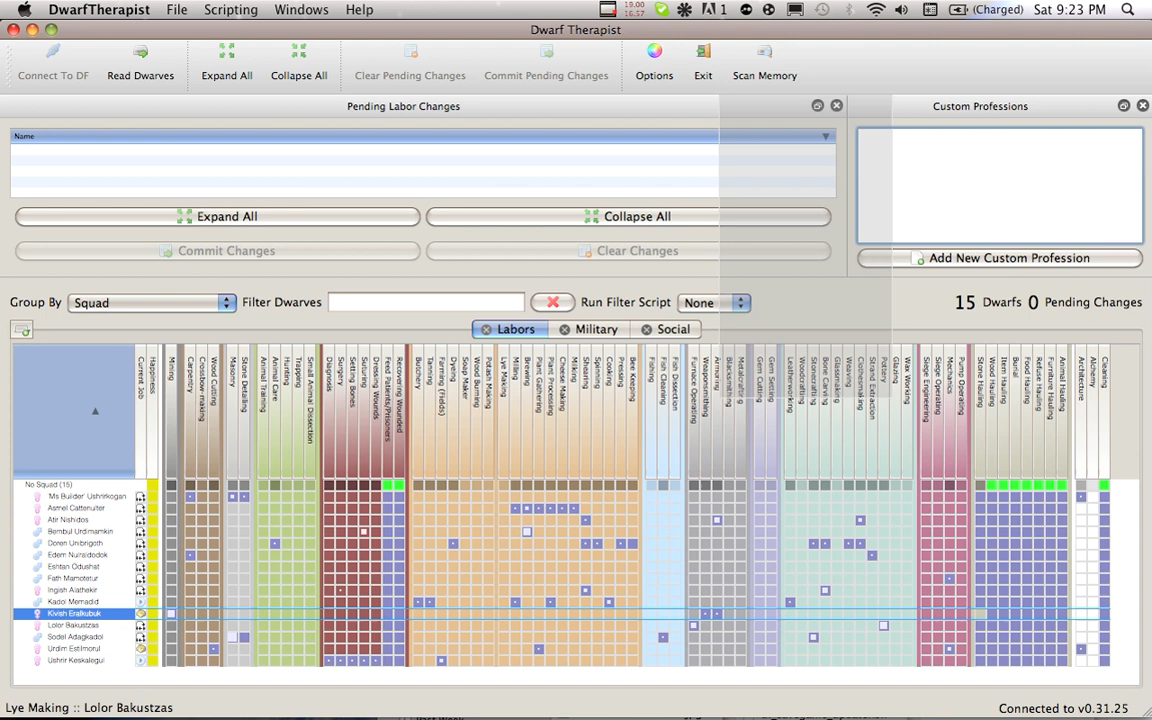 DwarfTherapist File Scripting Windows Help 1 (Charged) Sat 9:23 PM
Dwarf Therapist
Connect To DF Read Dwarves Expand All Collapse All Clear Pending Changes Commit Pending Changes Options Exit Scan Memory
Pending Labor Changes Custom Professions
Name
Expand All Collapse All
Commit Changes Clear Changes Add New Custom Profession
Group By Squad Filter Dwarves Run Filter Script None 15 Dwarfs 0 Pending Changes
Labors Military Social
Current Job
Happiness
Mining
Carpentry
Crossbow-making
Wood Cutting
Masonry
Stone Detailing
Animal Training
Animal Care
Hunting
Trapping
Small Animal Dissection
Diagnosis
Surgery
Setting Bones
Suturing
Dressing Wounds
Feed Patients/Prisoners
Recovering Wounded
Butchery
Tanning
Farming (Fields)
Dyeing
Soap Maker
Wood Burning
Potash Making
Lye Making
Milling
Brewing
Plants Gathering
Plant Processing
Cheese Making
Milking
Shearing
Spinning
Cooking
Pressing
Bee Keeping
Fishing
Fish Cleaning
Fish Dissection
Furnace Operating
Weaponsmithing
Armoring
Blacksmithing
Metalcrafting
Gem Cutting
Gem Setting
Leatherworking
Woodcrafting
Stonecrafting
Bone Carving
Glassmaking
Weaving
Clothesmaking
Strand Extraction
Pottery
Glazing
Wax Working
Siege Engineering
Siege Operating
Mechanics
Pump Operating
Stone Hauling
Wood Hauling
Item Hauling
Burial
Food Hauling
Refuse Hauling
Furniture Hauling
Animal Hauling
Architecture
Alchemy
Cleaning
No Squad (15)
'Ms Builder' Ushrirkogan
Asmel Cattenuter
Atir Nishidos
Bembul Urdimamkin
Doren Unibrigoth
Edem Nulraldodok
Eshtan Odushat
Fath Mamotetur
Ingish Alathekir
Kadol Memadid
Kivish Eralkubuk
Lolor Bakustzas
Sodel Adagkadol
Urdim Estilmorul
Ushrir Keskalegul
Lye Making :: Lolor Bakustzas Connected to v0.31.25